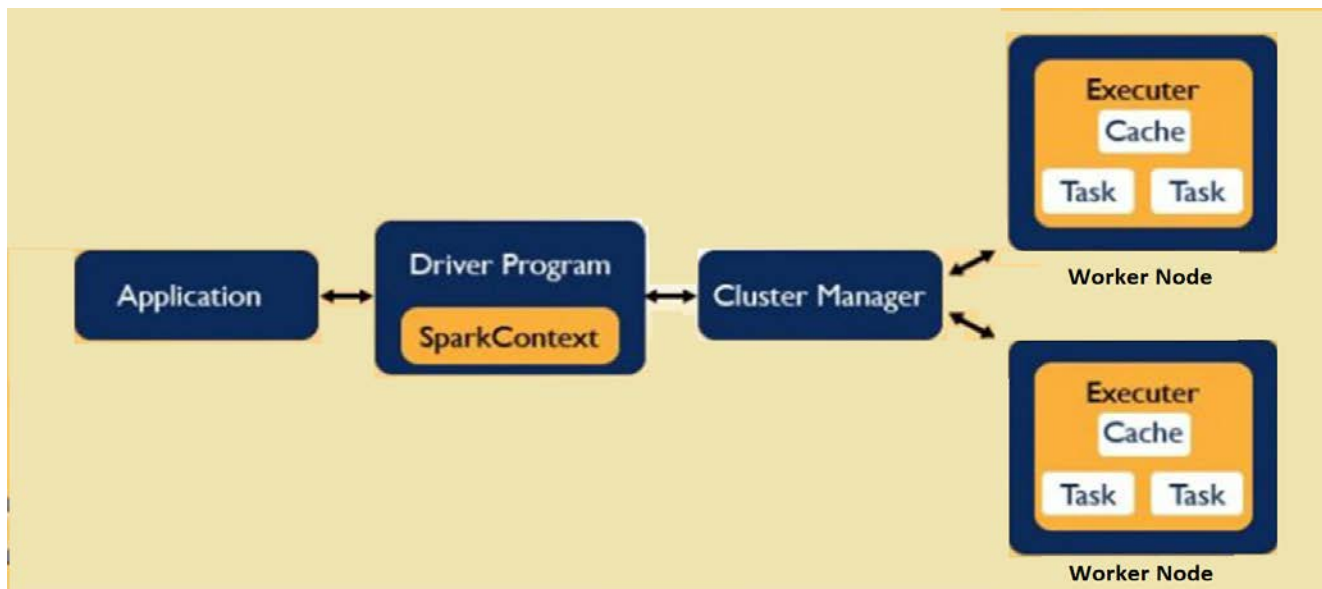 Application
Driver Program
SparkContext
Cluster Manager
Executer
Cache
Task Task
Worker Node
Executer
Cache
Task Task
Worker Node